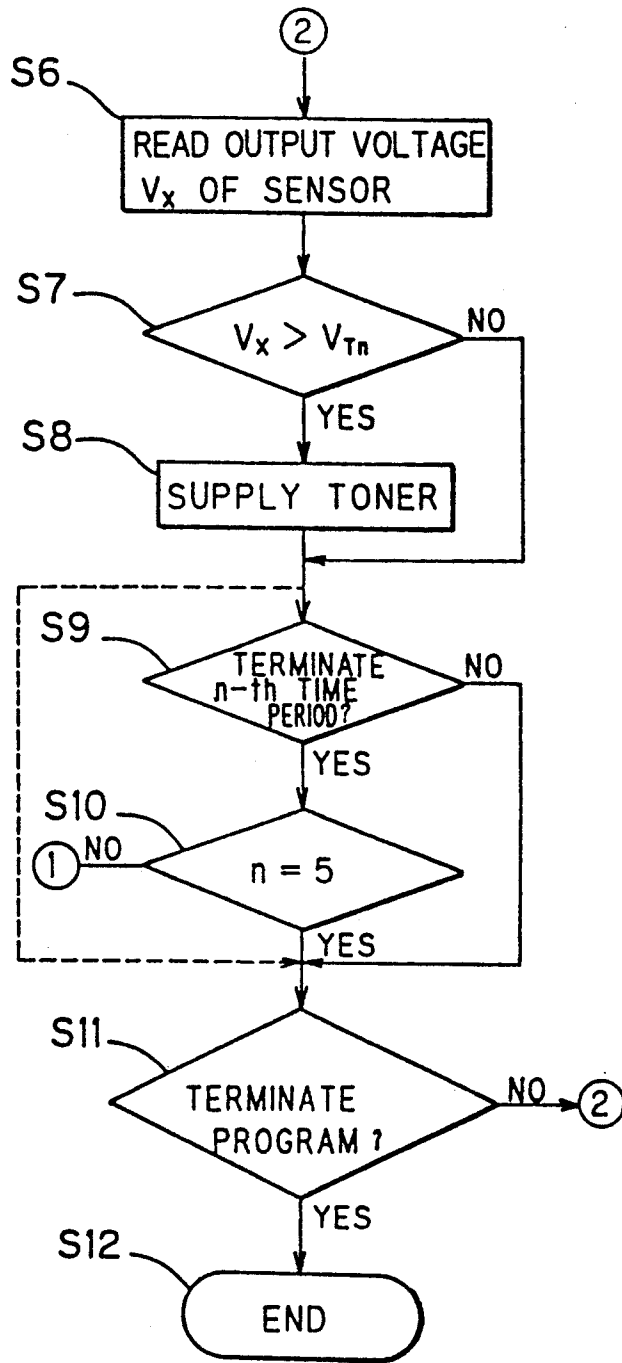 2
S6
READ OUTPUT VOLTAGE
Vx OF SENSOR
S7
Vx > VTn
NO
YES
S8
SUPPLY TONER
S9
TERMINATE
n-th TIME
PERIOD?
NO
YES
S10
1
NO
n = 5
YES
S11
TERMINATE
PROGRAM ?
NO
2
YES
S12
END